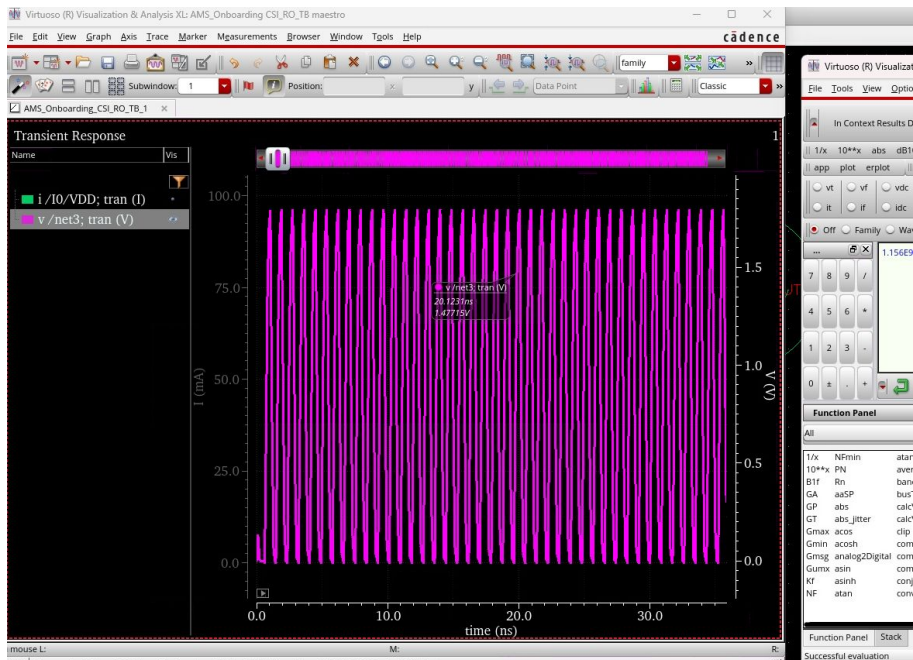 Virtuoso (R) Visualization & Analysis XL: AMS_Onboarding CSI_RO_TB maestro
File Edit View Graph Axis Trace Marker Measurements Browser Window Tools Help
cādence
family
Subwindow: 1
Position: x y
Data Point
Classic
AMS_Onboarding_CSI_RO_TB_1
Transient Response
1
Name Vis
i /I0/VDD; tran (I)
v /net3; tran (V)
100.0
75.0
50.0
25.0
0.0
I (mA)
v /net3; tran (V)
20.1231ns
1.47715V
1.5
1.0
0.5
0.0
V (V)
0.0 10.0 20.0 30.0
time (ns)
mouse L: M: R:
Virtuoso (R) Visualizat
File Tools View Optio
In Context Results D
1/x 10**x abs dB10
app plot erplot
vt vf vdc
it if idc
Off Family Wav
...
1.156E9
7 8 9 /
4 5 6 *
1 2 3 -
0 ± . +
Function Panel
All
1/x NFmin atan
10**x PN aver
B1f Rn band
GA aaSP busT
GP abs calcV
GT abs_jitter calcV
Gmax acos clip
Gmin acosh com
Gmsg analog2Digital com
Gumx asin com
Kf asinh conj
NF atan conv
Function Panel Stack
Successful evaluation